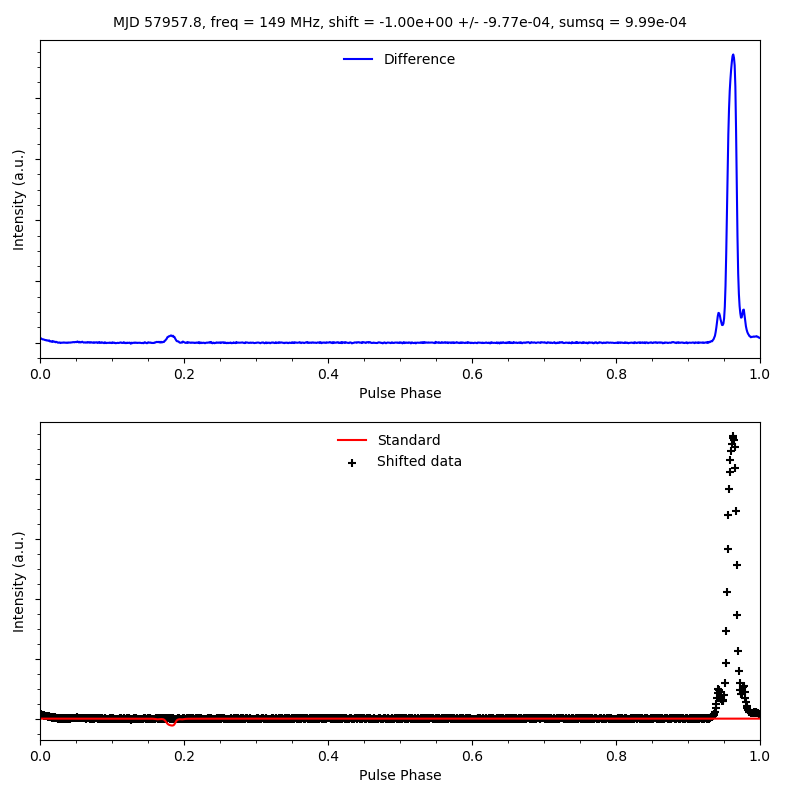 MJD 57957.8, freq = 149 MHz, shift = -1.00e+00 +/- -9.77e-04, sumsq = 9.99e-04
Difference
Intensity (a.u.)
0.0 0.2 0.4 0.6 0.8 1.0
Pulse Phase
Standard
Shifted data
Intensity (a.u.)
0.0 0.2 0.4 0.6 0.8 1.0
Pulse Phase